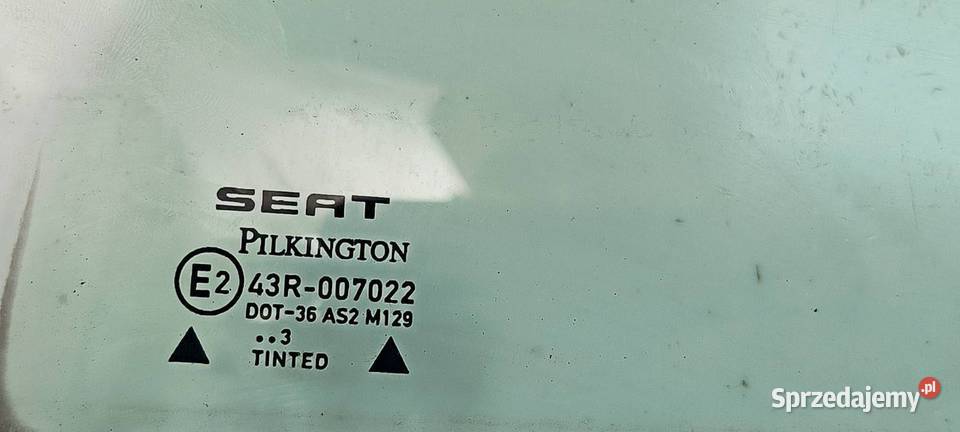 SEAT
PILKINGTON
E2 43R-007022
DOT-36 AS2 M129
..3
TINTED
Sprzedajemy.pl